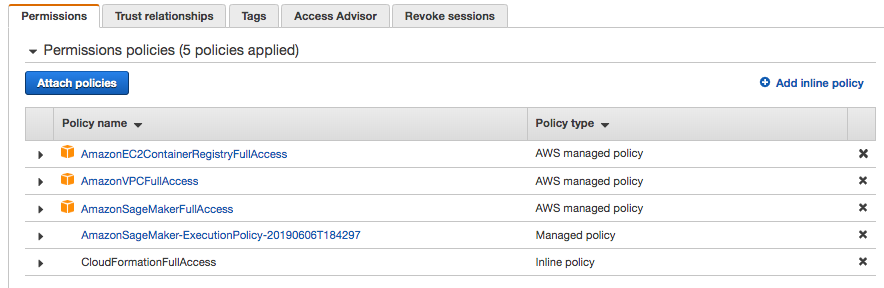 Permissions Trust relationships Tags Access Advisor Revoke sessions
Permissions policies (5 policies applied)
Attach policies Add inline policy
Policy name Policy type
AmazonEC2ContainerRegistryFullAccess AWS managed policy
AmazonVPCFullAccess AWS managed policy
AmazonSageMakerFullAccess AWS managed policy
AmazonSageMaker-ExecutionPolicy-20190606T184297 Managed policy
CloudFormationFullAccess Inline policy